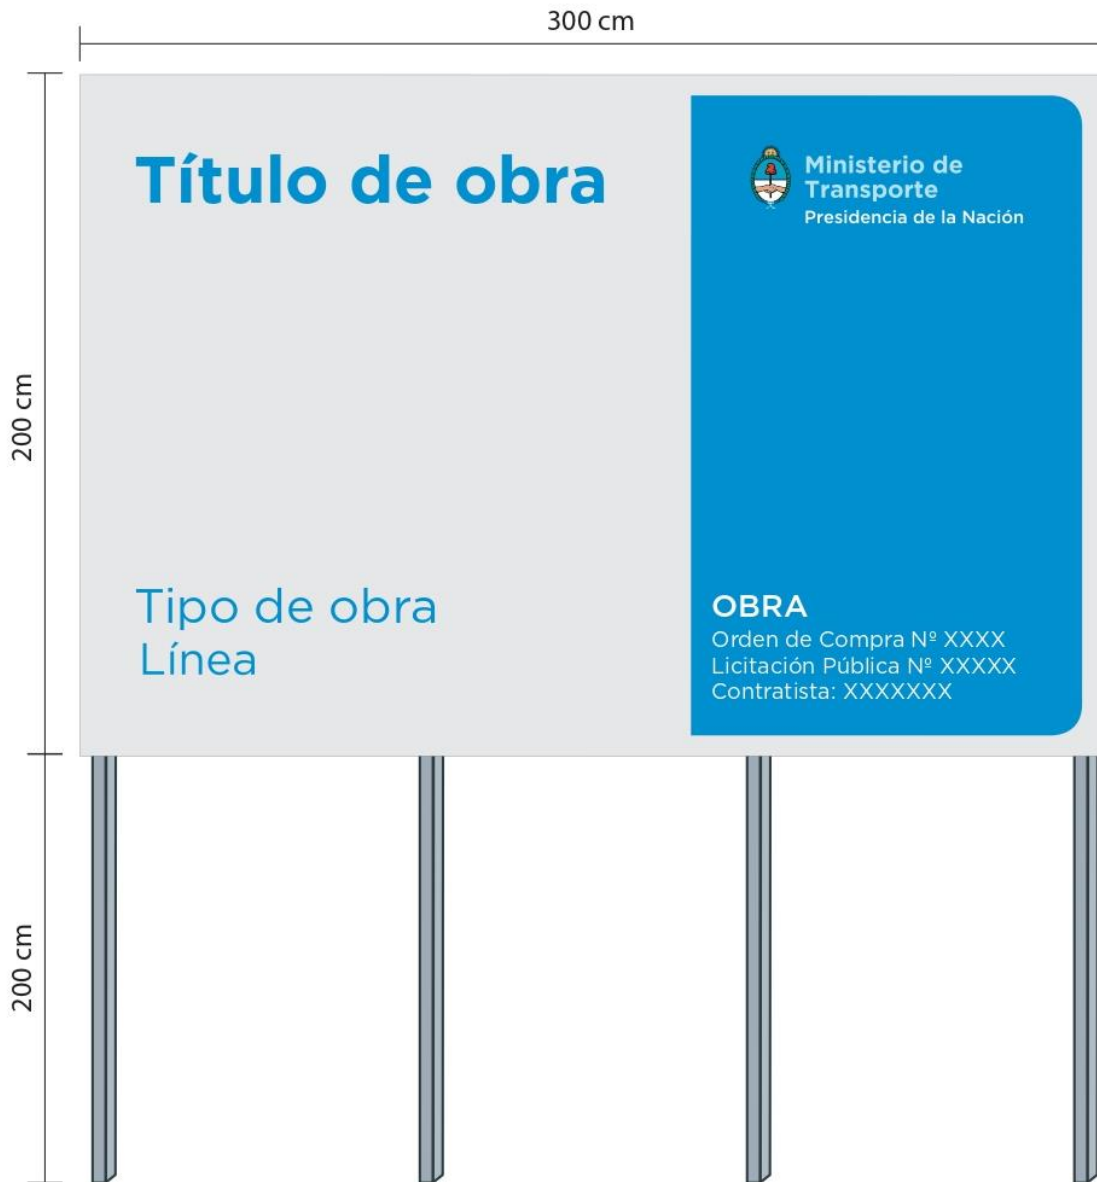 300 cm
Título de obra
Ministerio de
Transporte
Presidencia de la Nación
200 cm
Tipo de obra
Línea
OBRA
Orden de Compra Nº XXXX
Licitación Pública Nº XXXXX
Contratista: XXXXXXX
200 cm